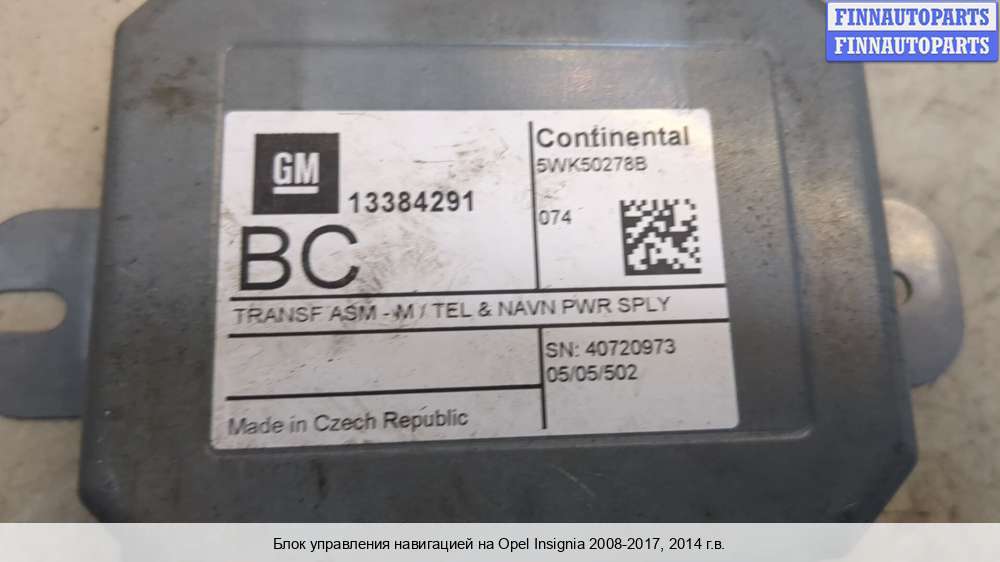 FINNAUTOPARTS
FINNAUTOPARTS
GM
13384291
BC
Continental
5WK50278B
074
TRANSF ASM - M / TEL & NAVN PWR SPLY
SN: 40720973
05/05/502
Made in Czech Republic
Блок управления навигацией на Opel Insignia 2008-2017, 2014 г.в.